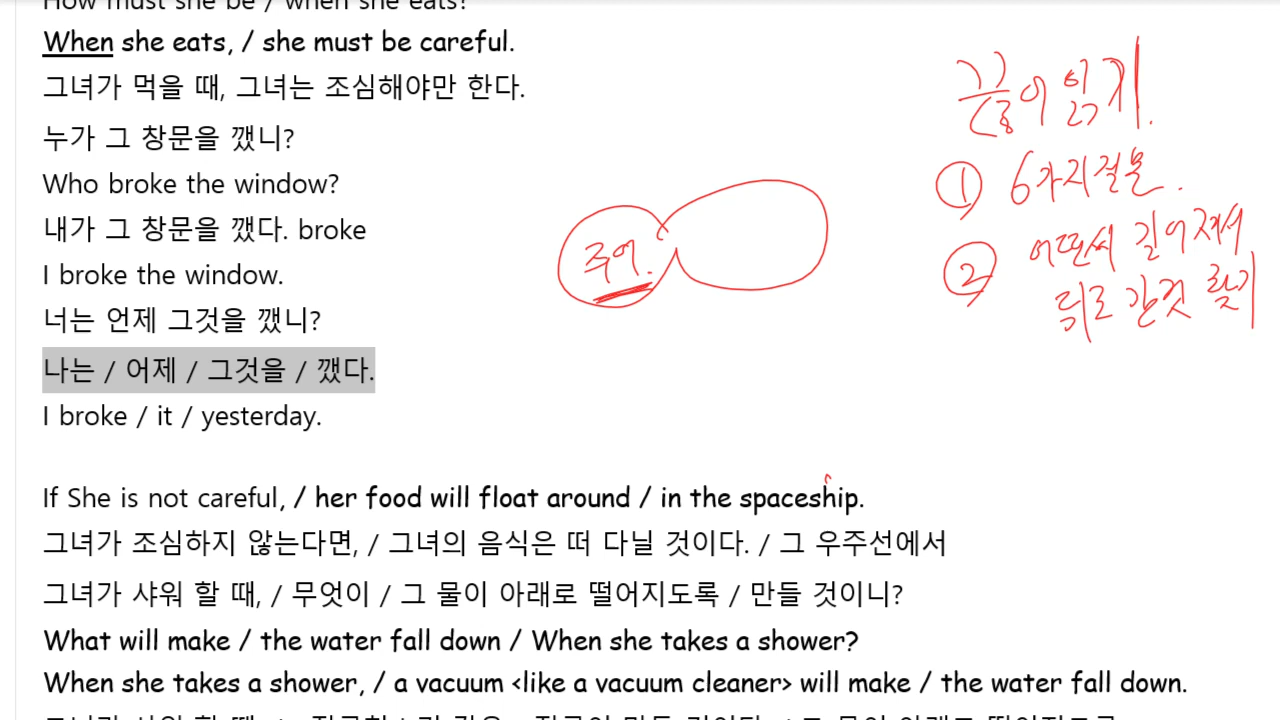 How must she be / when she eats?
When she eats, / she must be careful.
그녀가 먹을 때, 그녀는 조심해야만 한다.
누가 그 창문을 깼니?
Who broke the window?
내가 그 창문을 깼다. broke
I broke the window.
너는 언제 그것을 깼니?
나는 / 어제 / 그것을 / 깼다.
I broke / it / yesterday.
If She is not careful, / her food will float around / in the spaceship.
그녀가 조심하지 않는다면, / 그녀의 음식은 떠 다닐 것이다. / 그 우주선에서
그녀가 샤워 할 때, / 무엇이 / 그 물이 아래로 떨어지도록 / 만들 것이니?
What will make / the water fall down / When she takes a shower?
When she takes a shower, / a vacuum <like a vacuum cleaner> will make / the water fall down.
주어.
끊어 읽기.
① 6가지질문.
② 어떤씨 길어져서
뒤로 간것 찾기